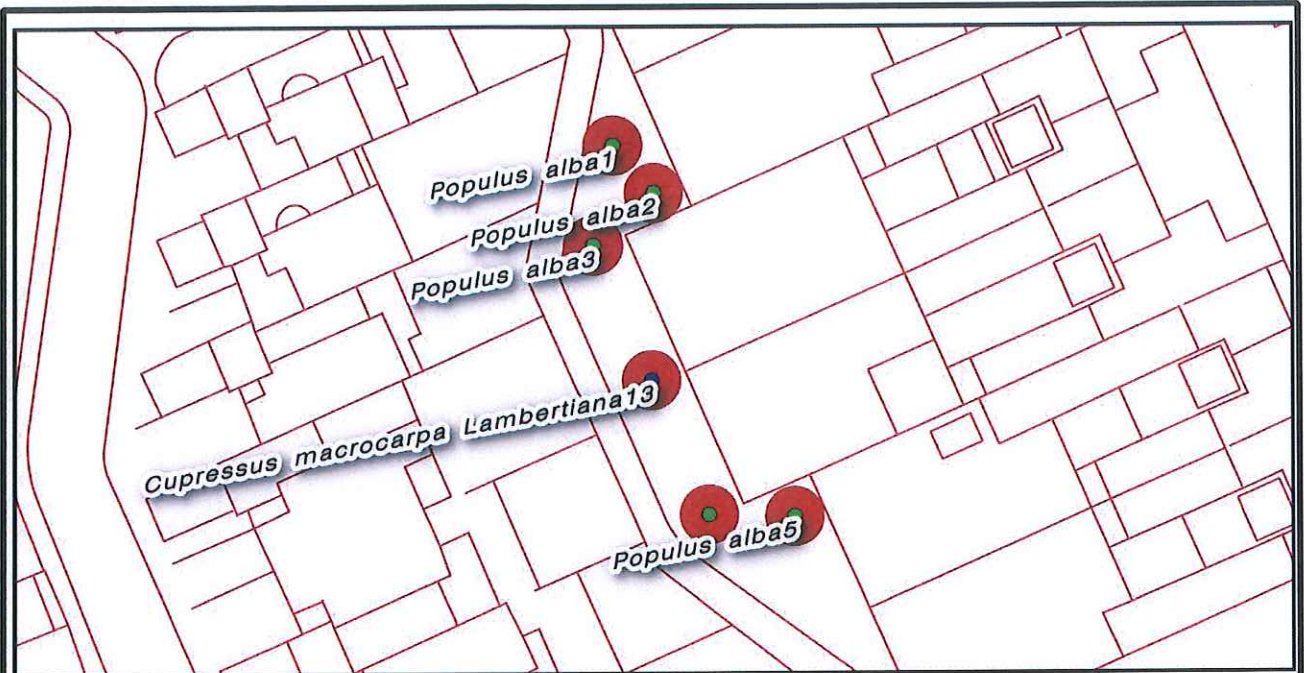 Populus alba1
Populus alba2
Populus alba3
Cupressus macrocarpa Lambertiana13
Populus alba5